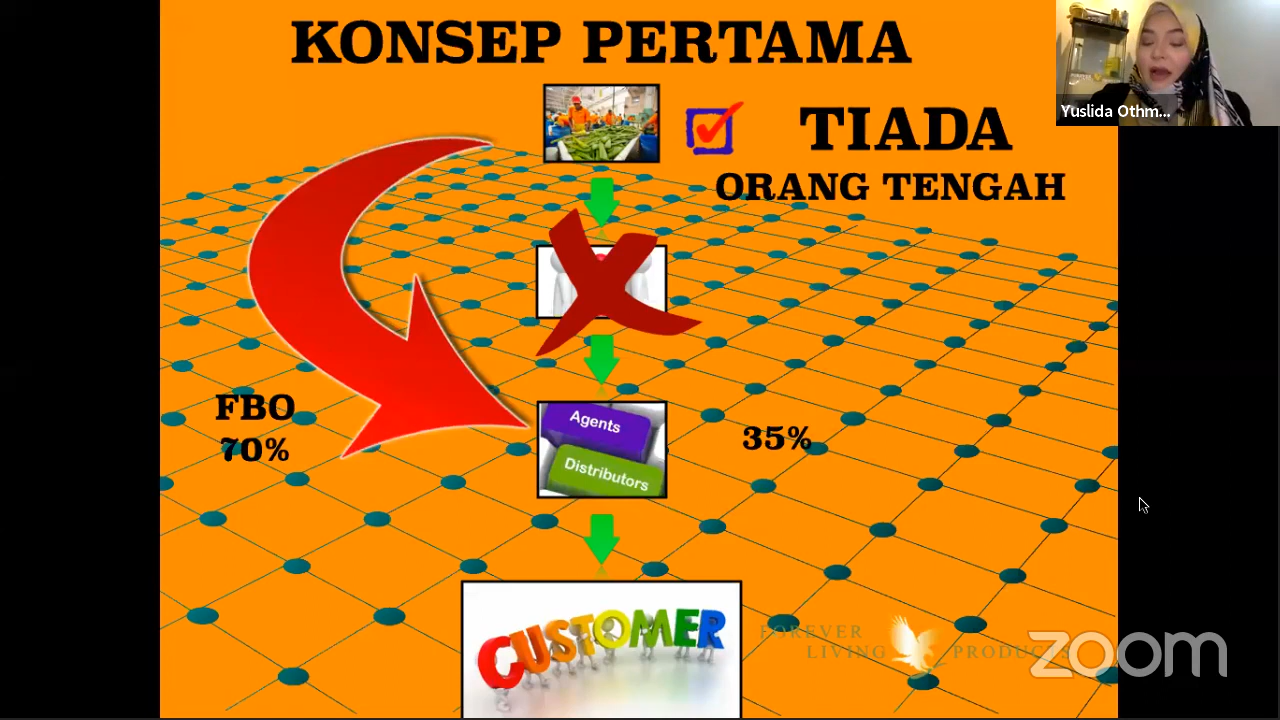 KONSEP PERTAMA
Yuslida Othm...
TIADA
ORANG TENGAH
FBO
70%
Agents
Distributors
35%
CUSTOMER
FOREVER
LIVING PRODUCTS
zoom